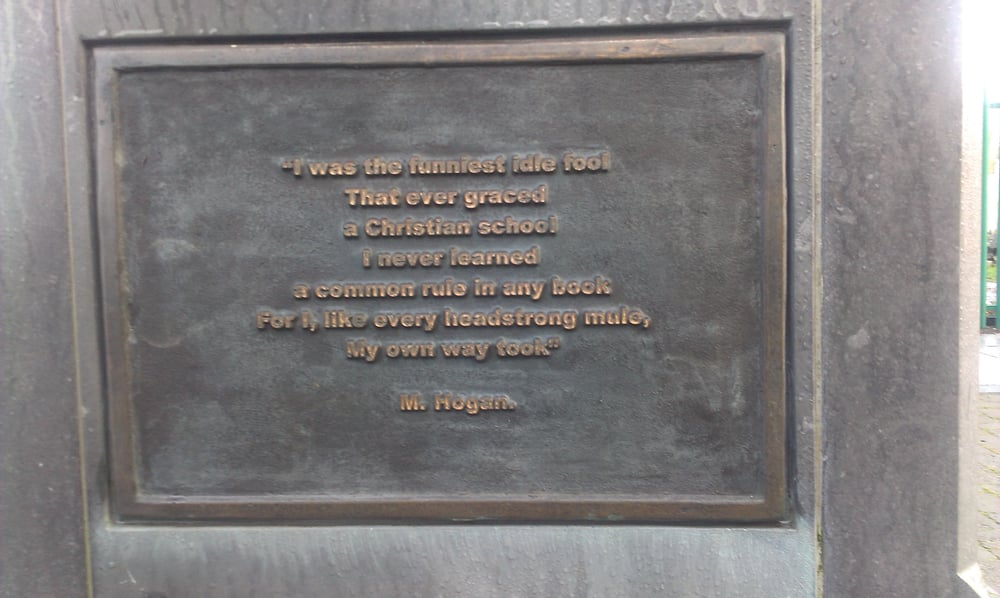 “I was the funniest idle fool
That ever graced
a Christian school
I never learned
a common rule in any book
For I, like every headstrong mule,
My own way took”
M. Hogan.